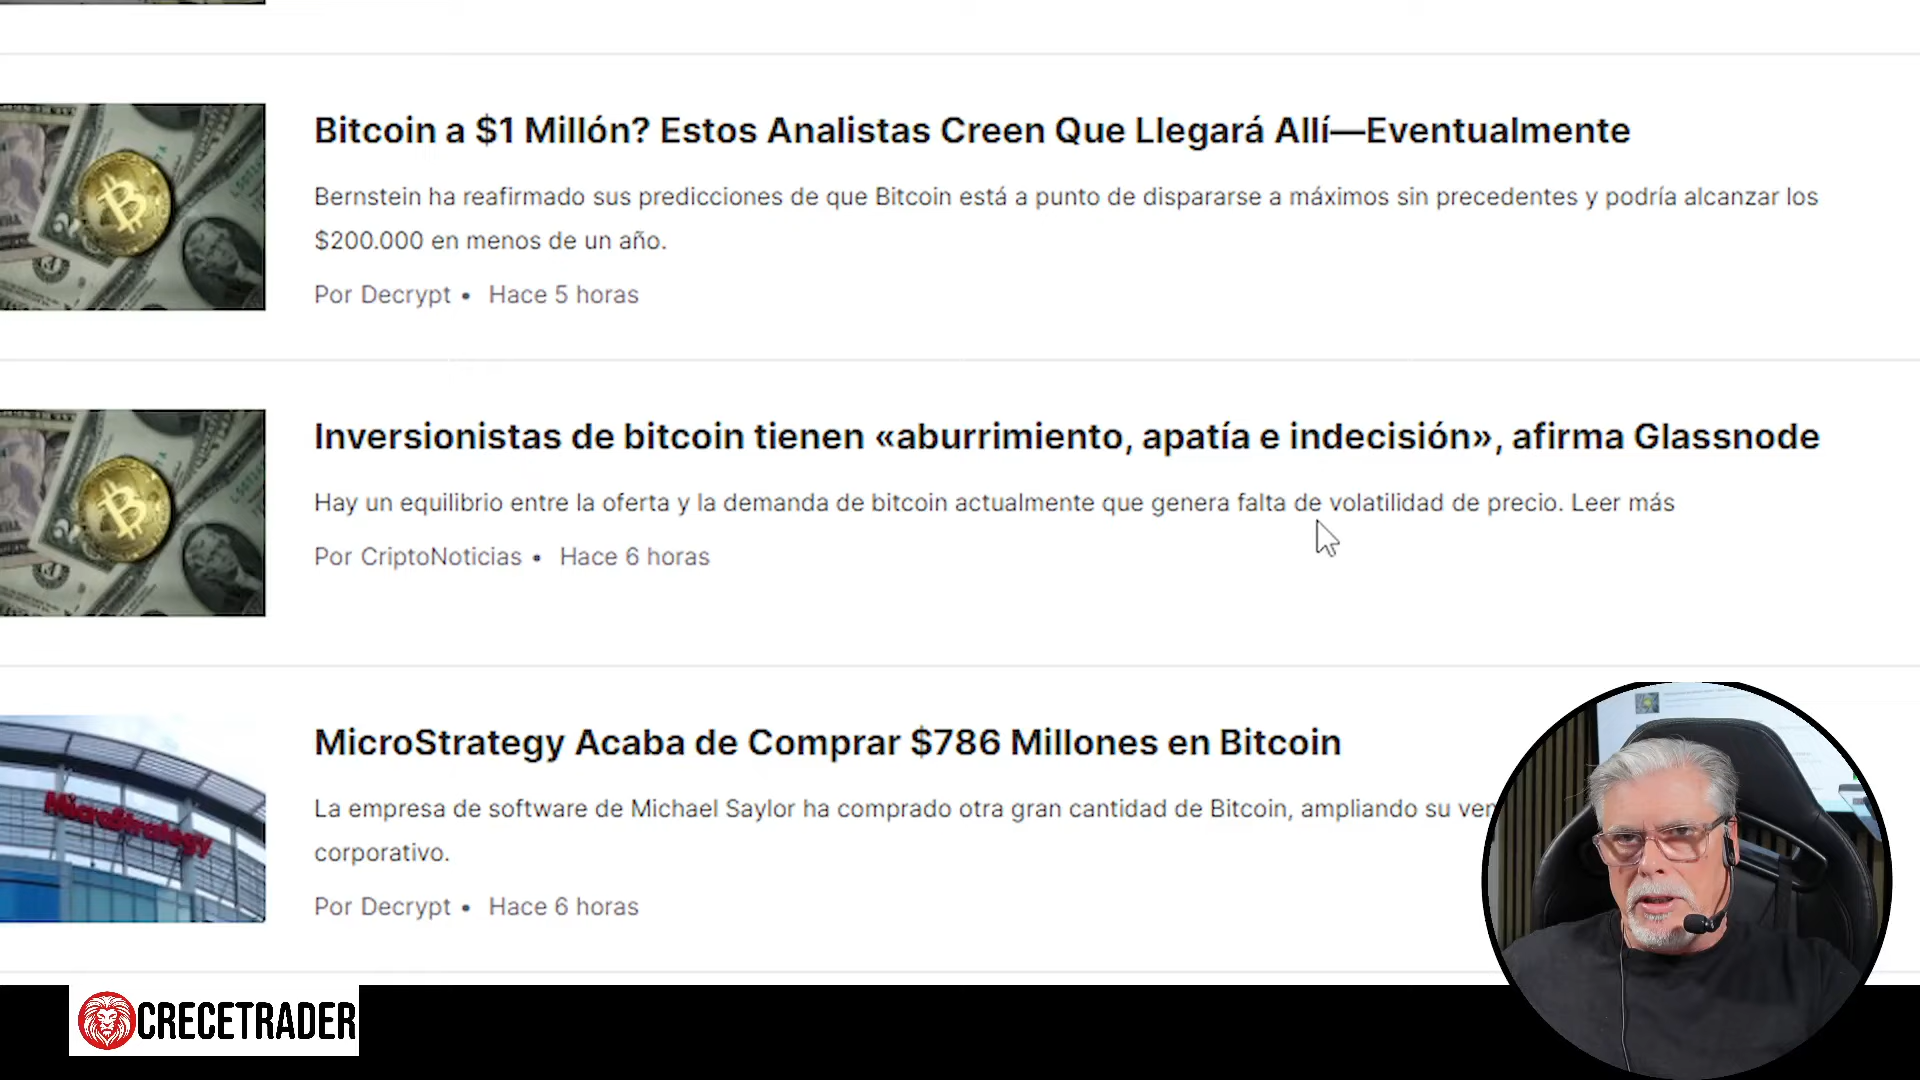 Bitcoin a $1 Millón? Estos Analistas Creen Que Llegará Allí—Eventualmente
Bernstein ha reafirmado sus predicciones de que Bitcoin está a punto de dispararse a máximos sin precedentes y podría alcanzar los
$200.000 en menos de un año.
Por Decrypt • Hace 5 horas
Inversionistas de bitcoin tienen «aburrimiento, apatía e indecisión», afirma Glassnode
Hay un equilibrio entre la oferta y la demanda de bitcoin actualmente que genera falta de volatilidad de precio. Leer más
Por CriptoNoticias • Hace 6 horas
MicroStrategy Acaba de Comprar $786 Millones en Bitcoin
La empresa de software de Michael Saylor ha comprado otra gran cantidad de Bitcoin, ampliando su
corporativo.
Por Decrypt • Hace 6 horas
MicroStrategy
CRECETRADER